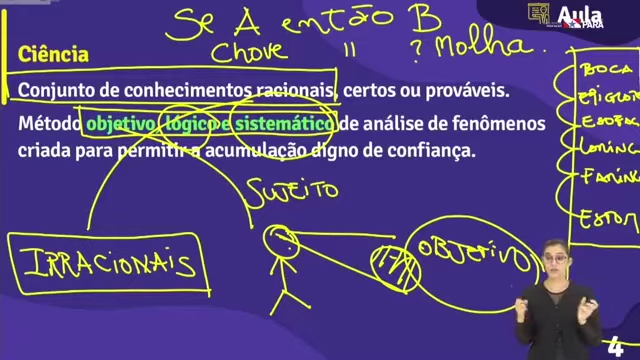 SE A ENTÃO B
Aula
PARÁ
Ciência
CHOVE " ? MOLHA.
BOCA
Conjunto de conhecimentos racionais, certos ou prováveis.
Método objetivo, lógico e sistemático de análise de fenômenos
criada para permitir a acumulação digno de confiança.
SUJEITO
IRRACIONAIS
OBJETIVO
4